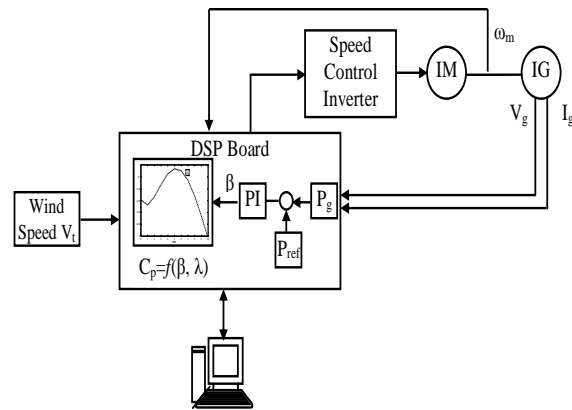 ω_m
Speed
Control
Inverter
IM
IG
V_g
I_g
DSP Board
β
PI
P_g
P_ref
Wind
Speed V_t
C_p=f(β, λ)